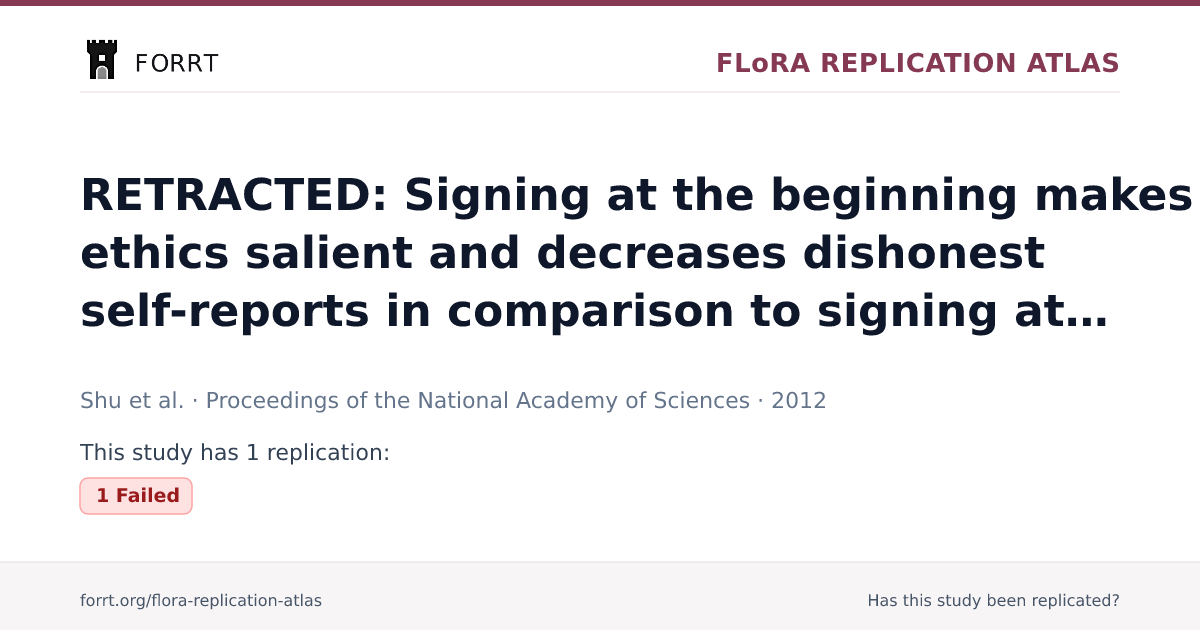 FORRT
FLoRA REPLICATION ATLAS
RETRACTED: Signing at the beginning makes
ethics salient and decreases dishonest
self-reports in comparison to signing at…
Shu et al. · Proceedings of the National Academy of Sciences · 2012
This study has 1 replication:
1 Failed
forrt.org/flora-replication-atlas
Has this study been replicated?